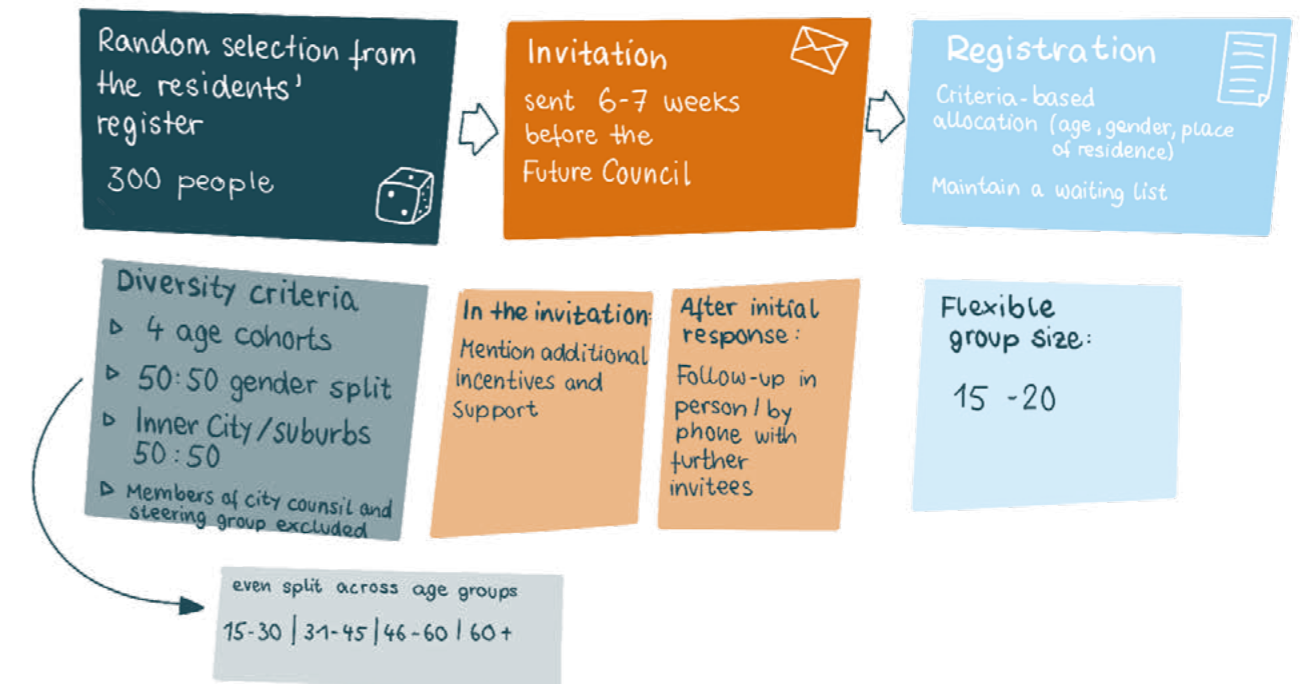 Random selection from
the residents'
register
300 people
Invitation
sent 6-7 weeks
before the
Future Council
Registration
Criteria-based
allocation (age, gender, place
of residence)
Maintain a waiting list
Diversity criteria
▷ 4 age cohorts
▷ 50:50 gender split
▷ Inner City/suburbs
50:50
▷ Members of city counsil and
steering group excluded
In the invitation:
Mention additional
incentives and
support
After initial
response:
Follow-up in
person/by
phone with
further
invitees
Flexible
group size:
15 -20
even split across age groups
15-30 | 31-45 | 46-60 | 60+